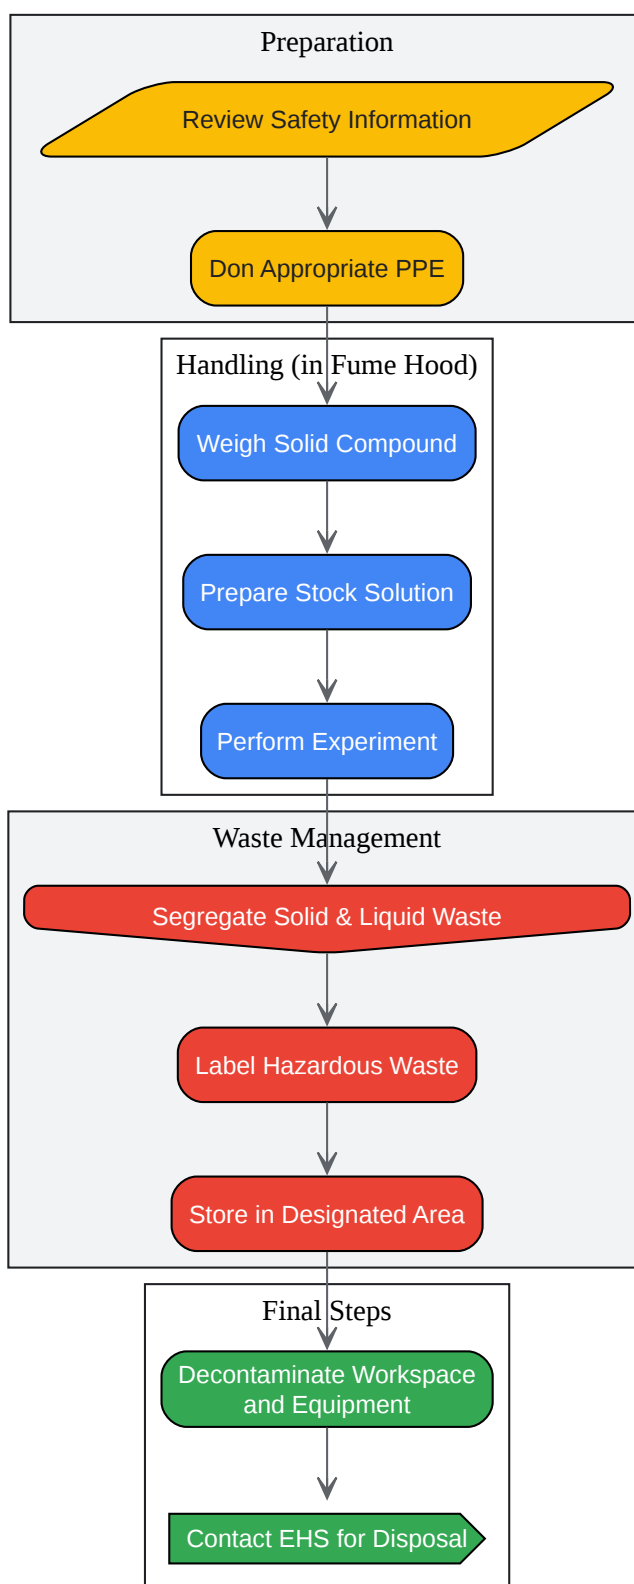 Preparation
Review Safety Information
Don Appropriate PPE
Handling (in Fume Hood)
Weigh Solid Compound
Prepare Stock Solution
Perform Experiment
Waste Management
Segregate Solid & Liquid Waste
Label Hazardous Waste
Store in Designated Area
Final Steps
Decontaminate Workspace
and Equipment
Contact EHS for Disposal